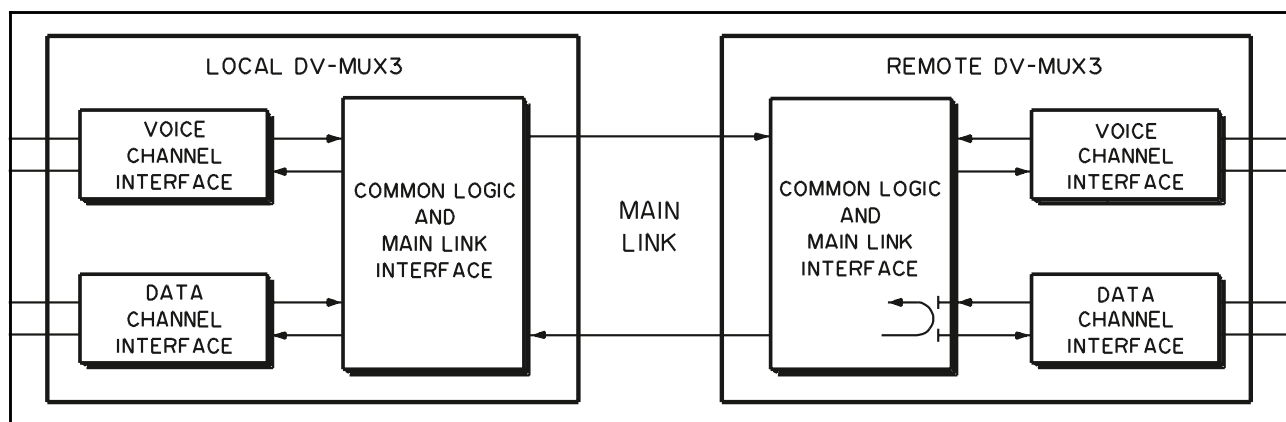 LOCAL DV-MUX3
REMOTE DV-MUX3
VOICE
CHANNEL
INTERFACE
COMMON LOGIC
AND
MAIN LINK
INTERFACE
DATA
CHANNEL
INTERFACE
MAIN
LINK
COMMON LOGIC
AND
MAIN LINK
INTERFACE
VOICE
CHANNEL
INTERFACE
DATA
CHANNEL
INTERFACE